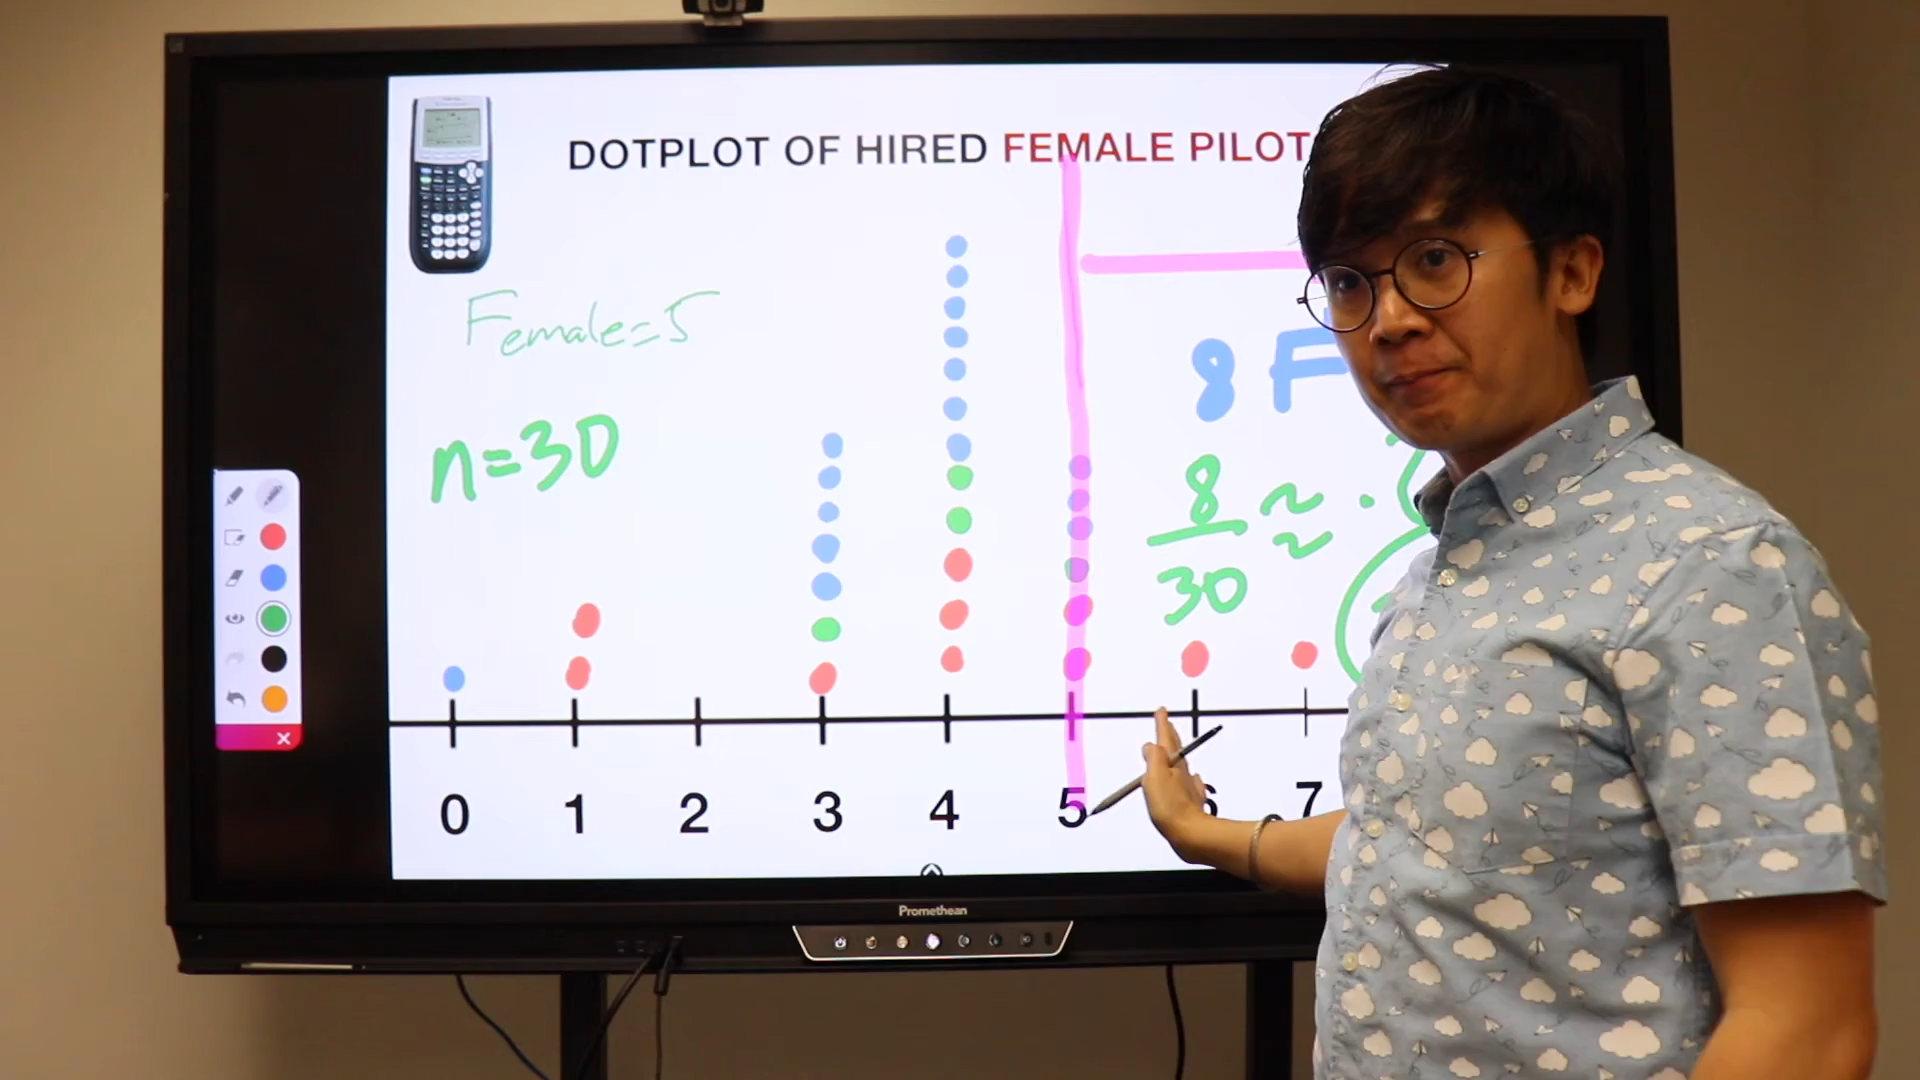 DOTPLOT OF HIRED FEMALE PILOT
Female=5
n=30
8 F
8
30
≈ .
0 1 2 3 4 5 6 7
Promethean